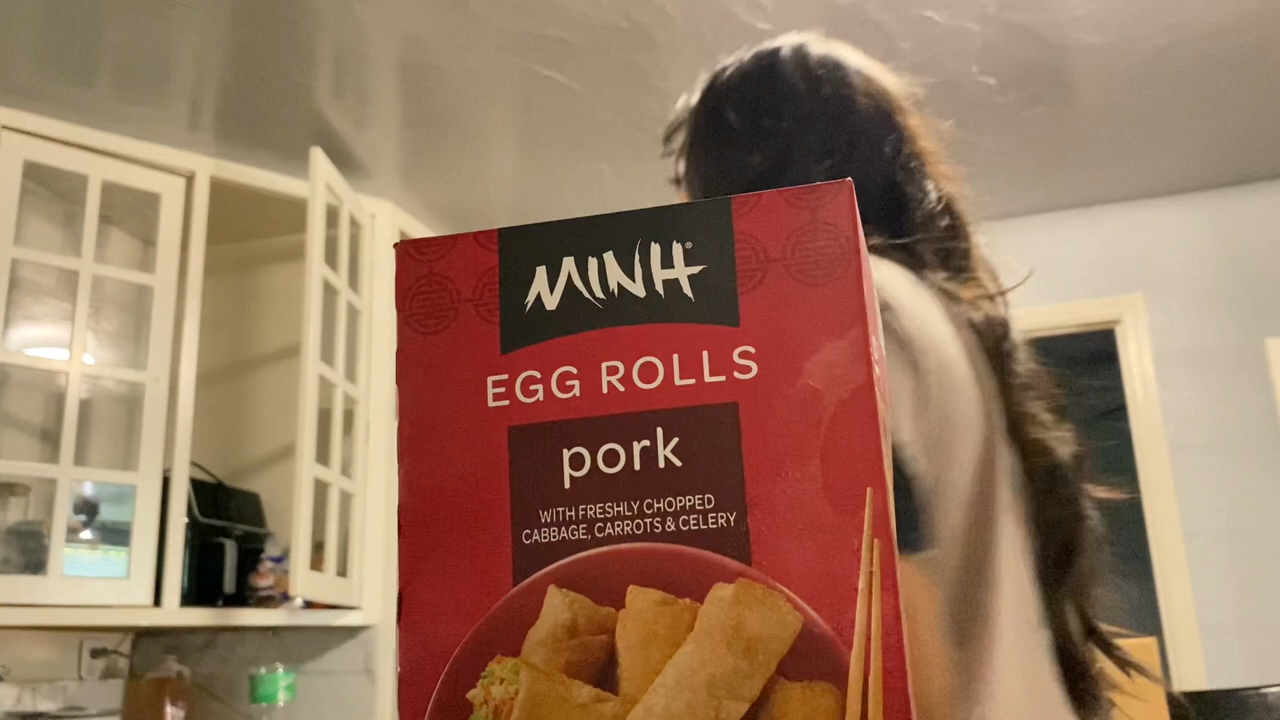 MINH®
EGG ROLLS
pork
WITH FRESHLY CHOPPED
CABBAGE, CARROTS & CELERY